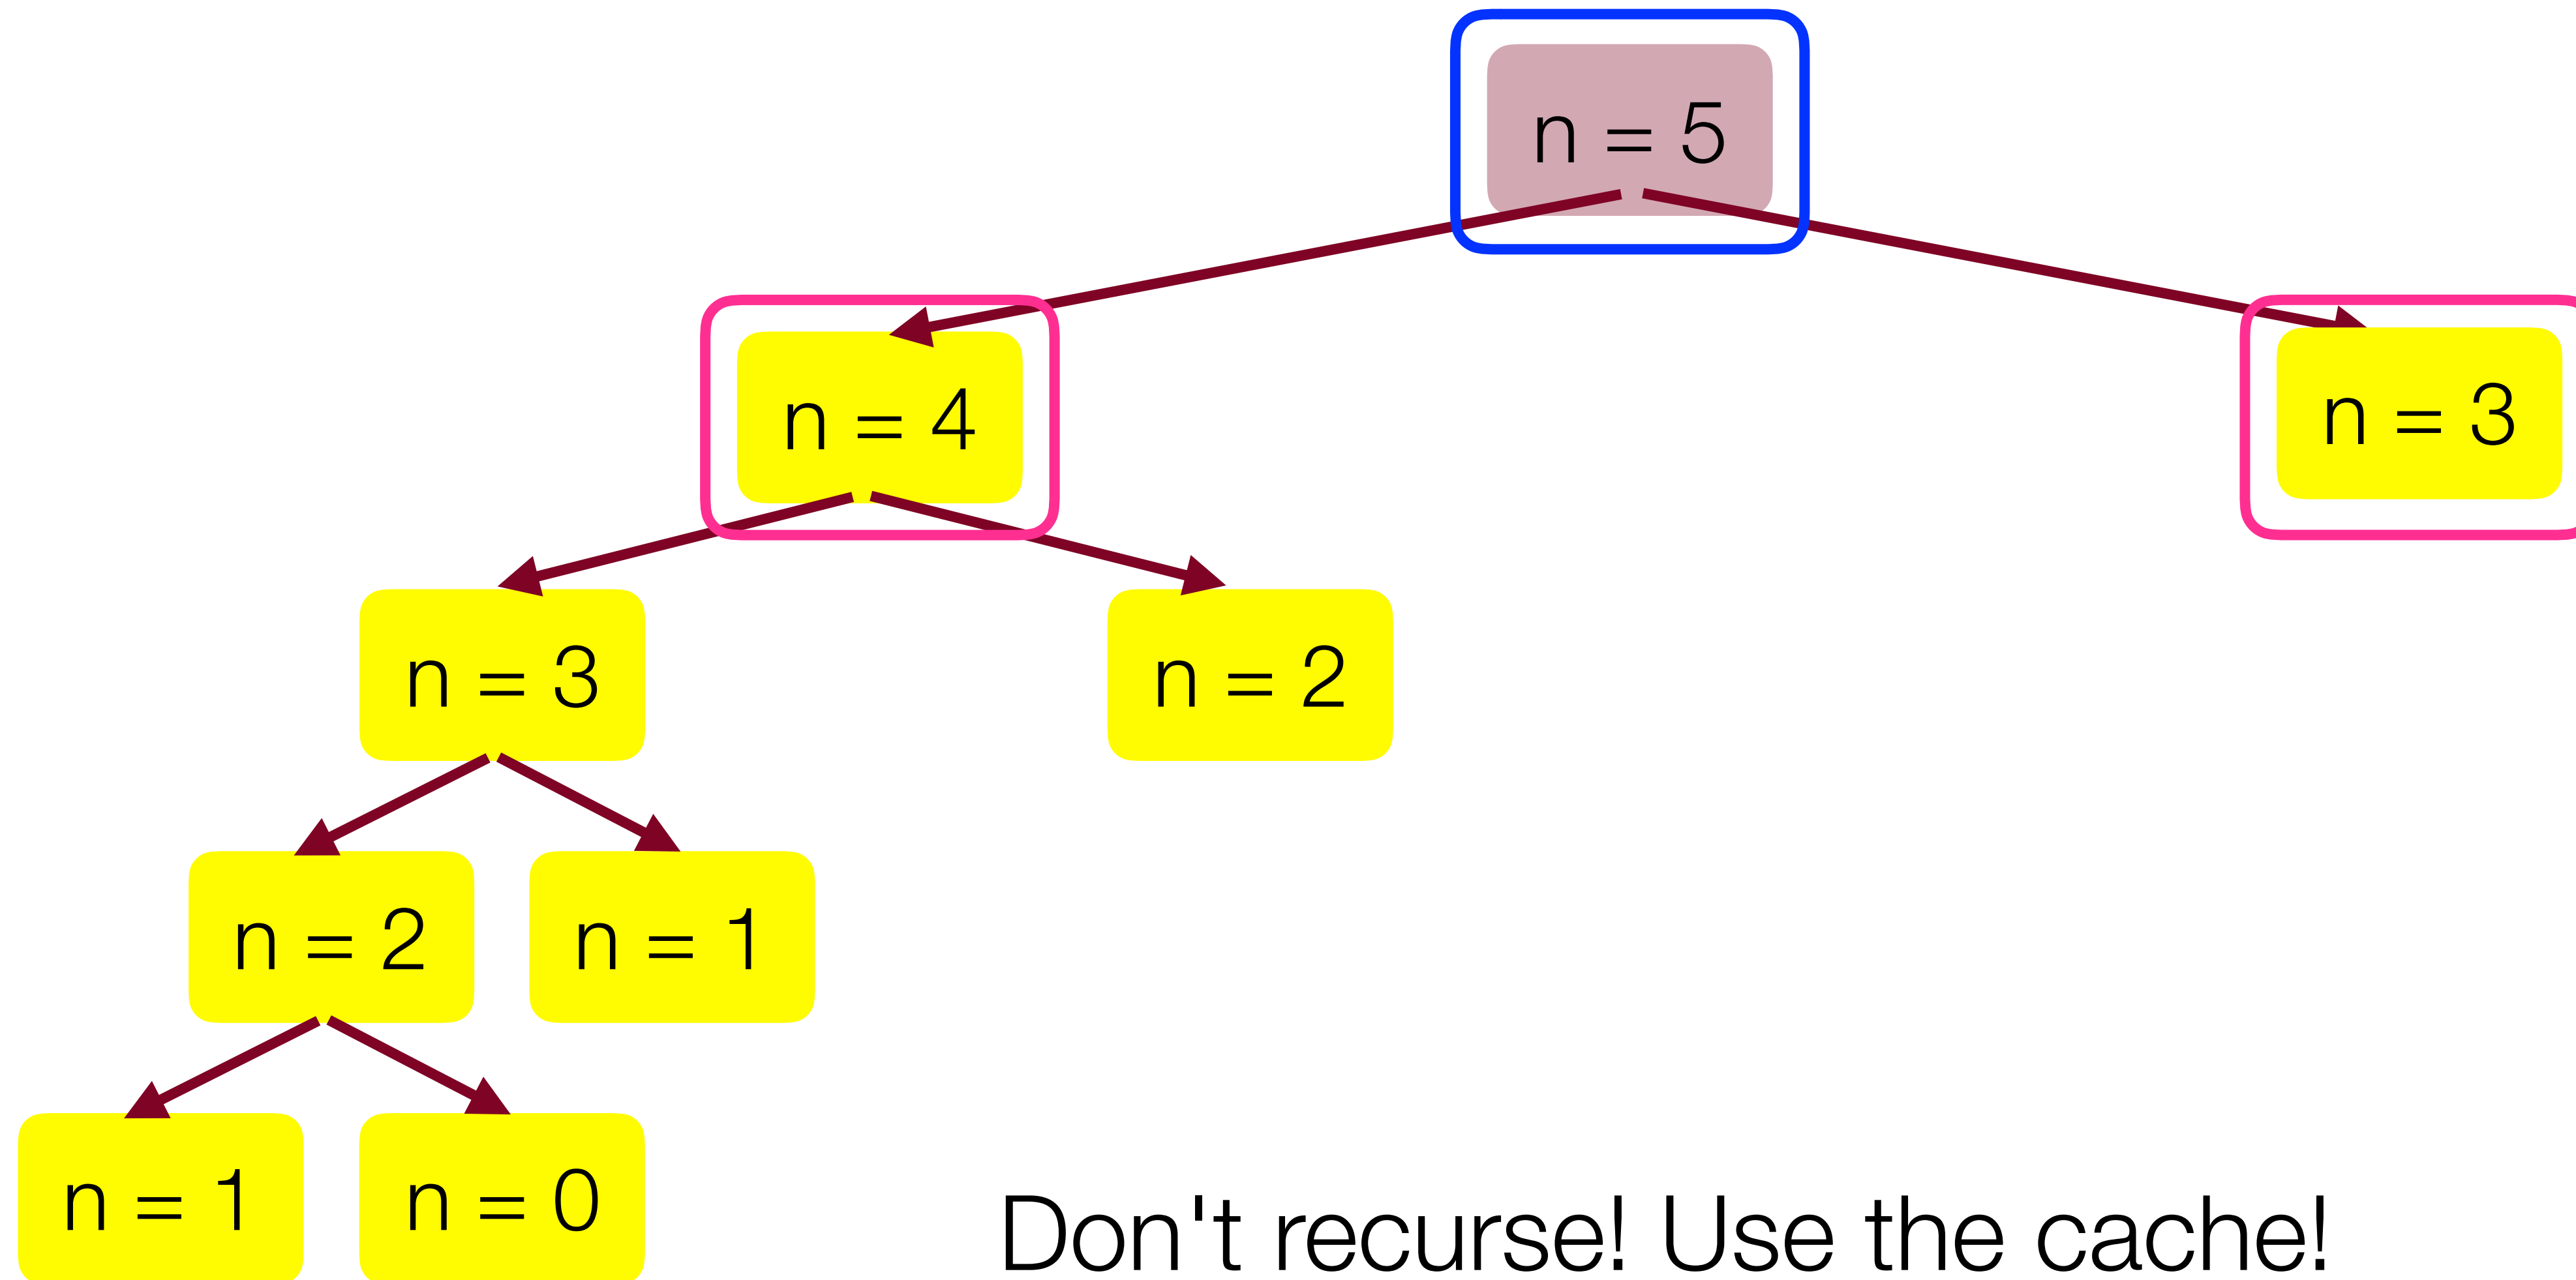 n = 5
n = 4
n = 3
n = 3
n = 2
n = 2
n = 1
n = 1
n = 0
Don't recurse! Use the cache!